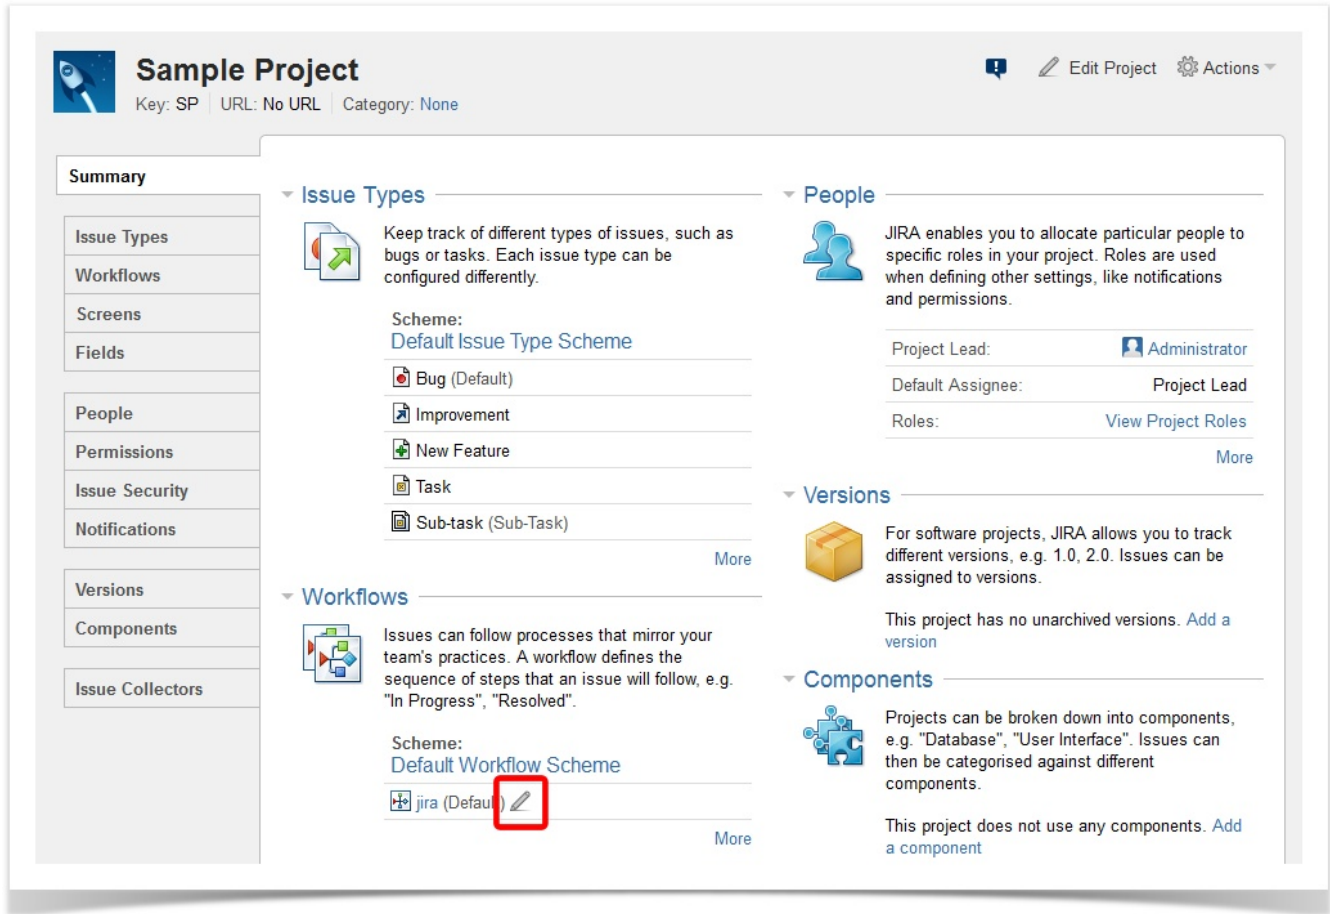 Sample Project
Key: SP URL: No URL Category: None
Edit Project Actions
Summary
Issue Types
Workflows
Screens
Fields
People
Permissions
Issue Security
Notifications
Versions
Components
Issue Collectors
Issue Types
Keep track of different types of issues, such as
bugs or tasks. Each issue type can be
configured differently.
Scheme:
Default Issue Type Scheme
Bug (Default)
Improvement
New Feature
Task
Sub-task (Sub-Task)
More
Workflows
Issues can follow processes that mirror your
team's practices. A workflow defines the
sequence of steps that an issue will follow, e.g.
"In Progress", "Resolved".
Scheme:
Default Workflow Scheme
jira (Default)
More
People
JIRA enables you to allocate particular people to
specific roles in your project. Roles are used
when defining other settings, like notifications
and permissions.
Project Lead: Administrator
Default Assignee: Project Lead
Roles: View Project Roles
More
Versions
For software projects, JIRA allows you to track
different versions, e.g. 1.0, 2.0. Issues can be
assigned to versions.
This project has no unarchived versions. Add a
version
Components
Projects can be broken down into components,
e.g. "Database", "User Interface". Issues can
then be categorised against different
components.
This project does not use any components. Add
a component